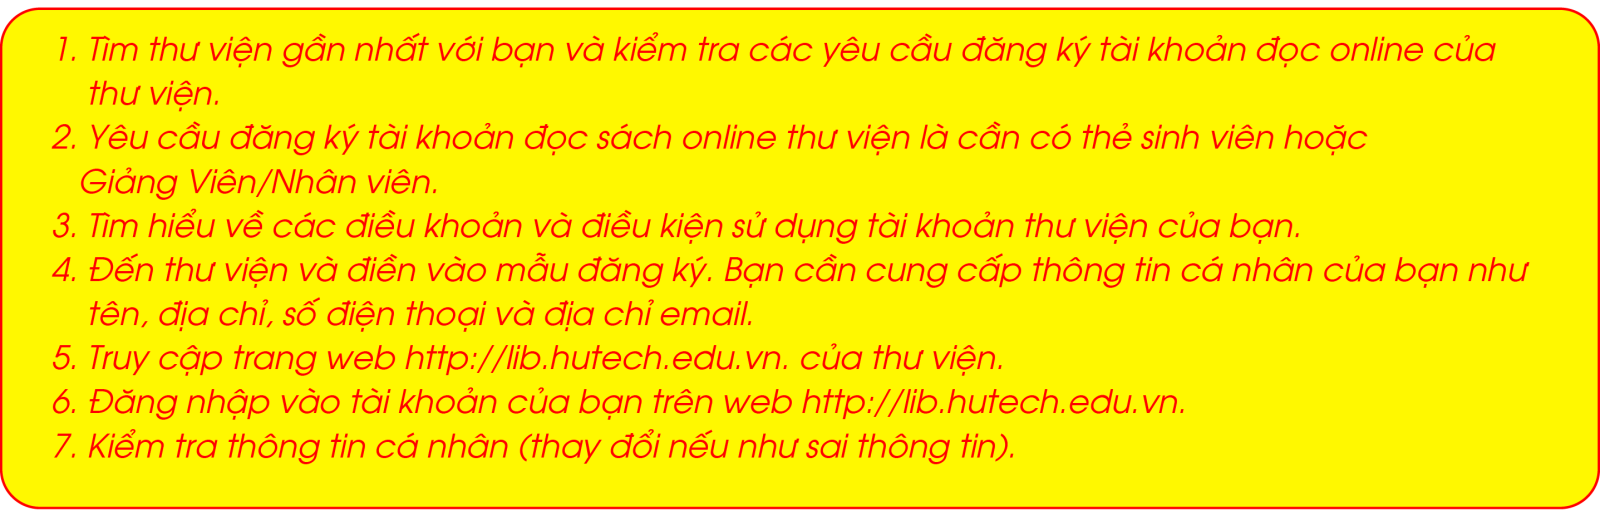 1. Tìm thư viện gần nhất với bạn và kiểm tra các yêu cầu đăng ký tài khoản đọc online của
thư viện.
2. Yêu cầu đăng ký tài khoản đọc sách online thư viện là cần có thẻ sinh viên hoặc
Giảng Viên/Nhân viên.
3. Tìm hiểu về các điều khoản và điều kiện sử dụng tài khoản thư viện của bạn.
4. Đến thư viện và điền vào mẫu đăng ký. Bạn cần cung cấp thông tin cá nhân của bạn như
tên, địa chỉ, số điện thoại và địa chỉ email.
5. Truy cập trang web http://lib.hutech.edu.vn. của thư viện.
6. Đăng nhập vào tài khoản của bạn trên web http://lib.hutech.edu.vn.
7. Kiểm tra thông tin cá nhân (thay đổi nếu như sai thông tin).